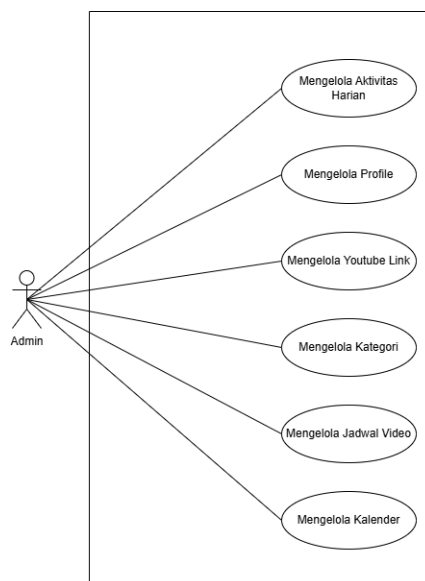 Mengelola Aktivitas
Harian
Mengelola Profile
Mengelola Youtube Link
Admin
Mengelola Kategori
Mengelola Jadwal Video
Mengelola Kalender